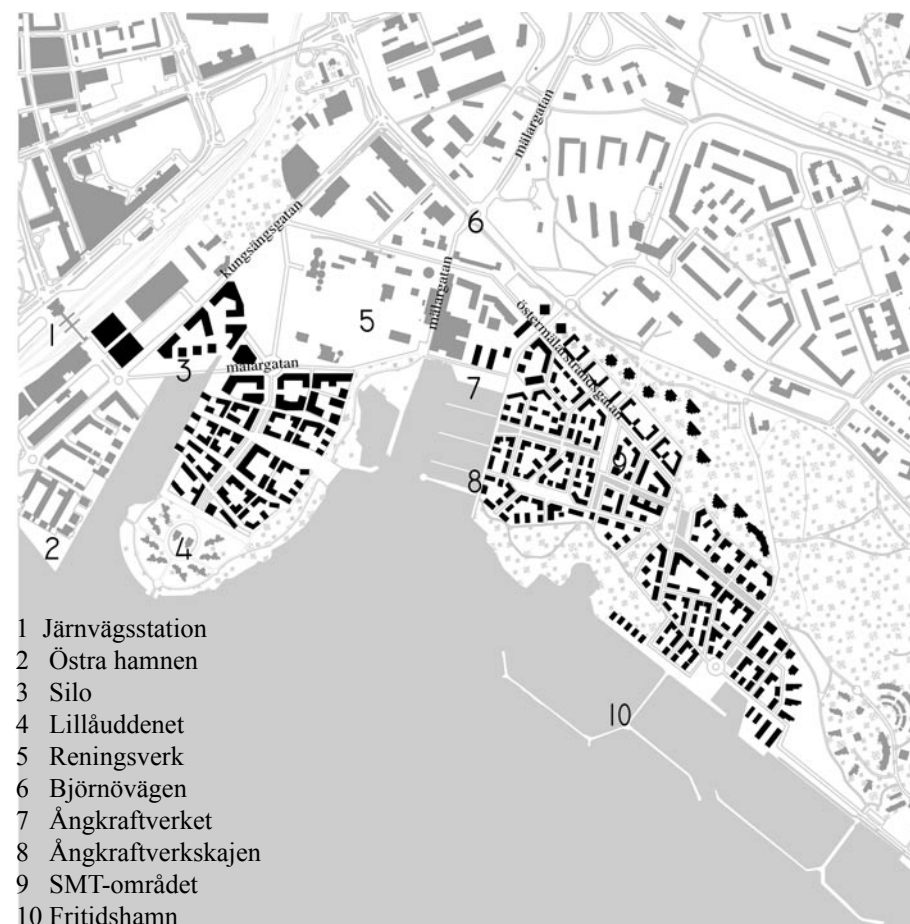 mälargatan
kungsängsgatan
6
mälargatan
5
1
östermälarstrandsgatan
3
mälargatan
7
9
8
2
4
10
1 Järnvägsstation
2 Östra hamnen
3 Silo
4 Lillåuddenet
5 Reningsverk
6 Björnövägen
7 Ångkraftverket
8 Ångkraftverkskajen
9 SMT-området
10 Fritidshamn